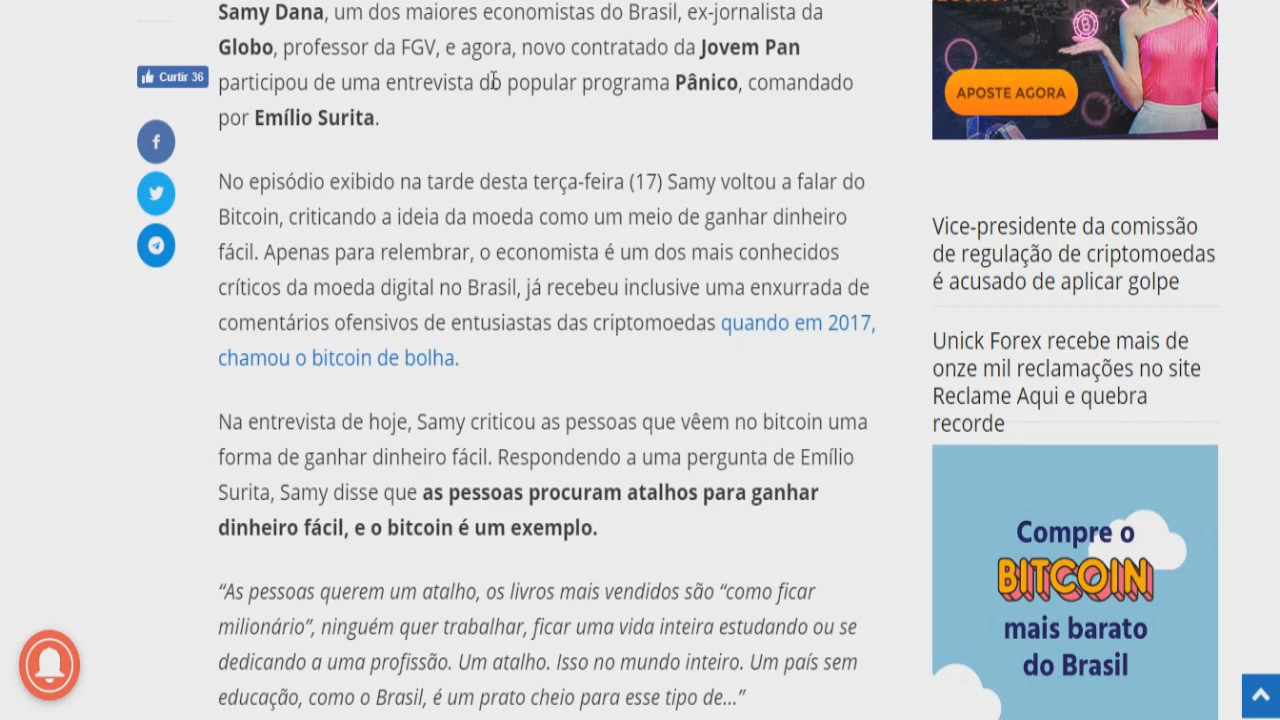 Samy Dana, um dos maiores economistas do Brasil, ex-jornalista da
Globo, professor da FGV, e agora, novo contratado da Jovem Pan
participou de uma entrevista do popular programa Pânico, comandado
por Emílio Surita.
Curtir 36
No episódio exibido na tarde desta terça-feira (17) Samy voltou a falar do
Bitcoin, criticando a ideia da moeda como um meio de ganhar dinheiro
fácil. Apenas para relembrar, o economista é um dos mais conhecidos
críticos da moeda digital no Brasil, já recebeu inclusive uma enxurrada de
comentários ofensivos de entusiastas das criptomoedas quando em 2017,
chamou o bitcoin de bolha.
Na entrevista de hoje, Samy criticou as pessoas que vêem no bitcoin uma
forma de ganhar dinheiro fácil. Respondendo a uma pergunta de Emílio
Surita, Samy disse que as pessoas procuram atalhos para ganhar
dinheiro fácil, e o bitcoin é um exemplo.
“As pessoas querem um atalho, os livros mais vendidos são “como ficar
milionário”, ninguém quer trabalhar, ficar uma vida inteira estudando ou se
dedicando a uma profissão. Um atalho. Isso no mundo inteiro. Um país sem
educação, como o Brasil, é um prato cheio para esse tipo de...”
APOSTE AGORA
Vice-presidente da comissão
de regulação de criptomoedas
é acusado de aplicar golpe
Unick Forex recebe mais de
onze mil reclamações no site
Reclame Aqui e quebra
recorde
Compre o
BITCOIN
mais barato
do Brasil